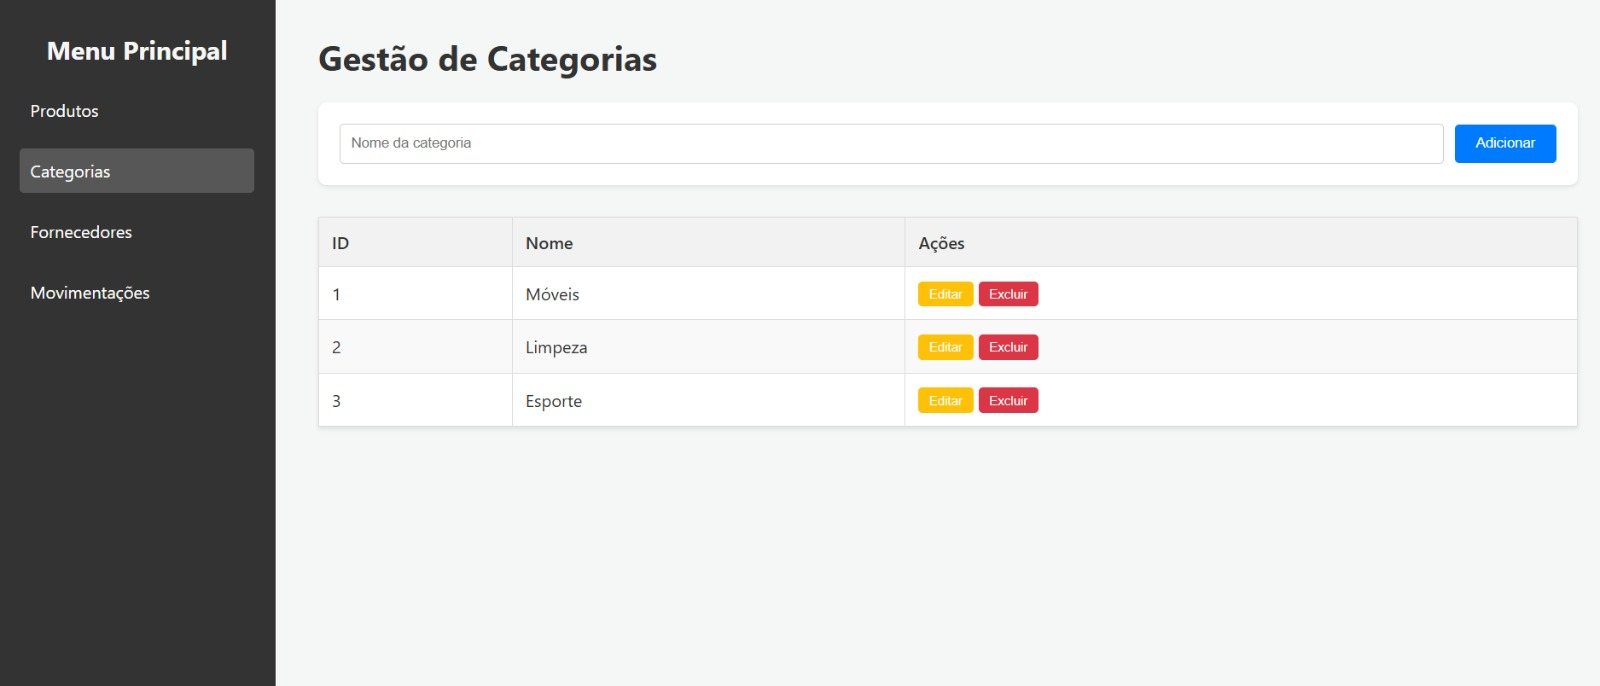 Menu Principal
Produtos
Categorias
Fornecedores
Movimentações
Gestão de Categorias
Nome da categoria
Adicionar
ID Nome Ações
1 Móveis Editar Excluir
2 Limpeza Editar Excluir
3 Esporte Editar Excluir